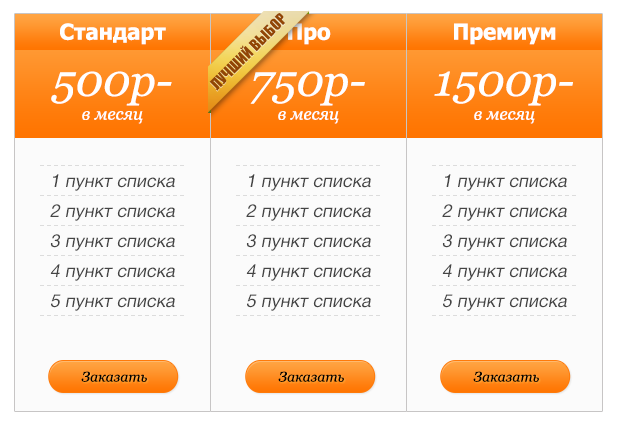 Стандарт
500р-
в месяц
1 пункт списка
2 пункт списка
3 пункт списка
4 пункт списка
5 пункт списка
Заказать
ЛУЧШИЙ ВЫБОР
Про
750р-
в месяц
1 пункт списка
2 пункт списка
3 пункт списка
4 пункт списка
5 пункт списка
Заказать
Премиум
1500р-
в месяц
1 пункт списка
2 пункт списка
3 пункт списка
4 пункт списка
5 пункт списка
Заказать